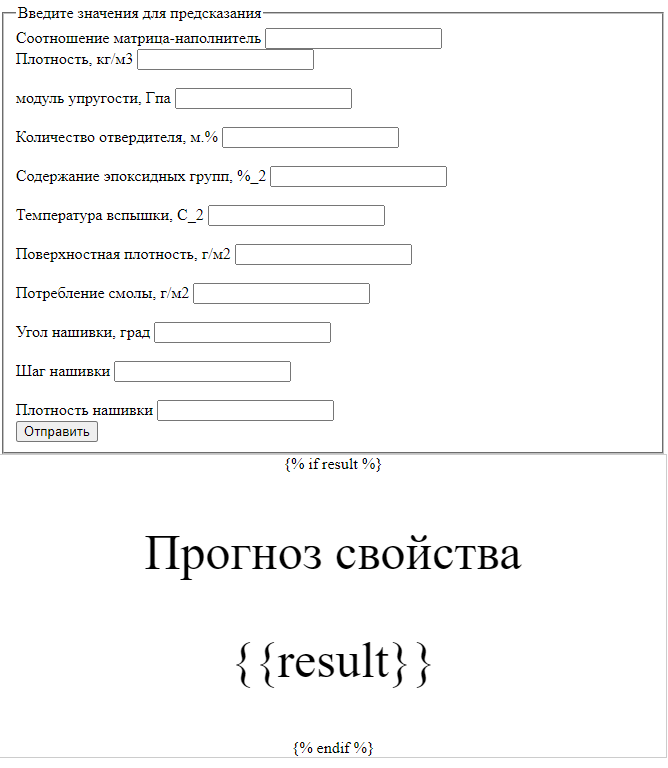 Введите значения для предсказания
Соотношение матрица-наполнитель
Плотность, кг/м3
модуль упругости, Гпа
Количество отвердителя, м.%
Содержание эпоксидных групп, %_2
Температура вспышки, С_2
Поверхностная плотность, г/м2
Потребление смолы, г/м2
Угол нашивки, град
Шаг нашивки
Плотность нашивки
Отправить
{% if result %}
Прогноз свойства
{{result}}
{% endif %}